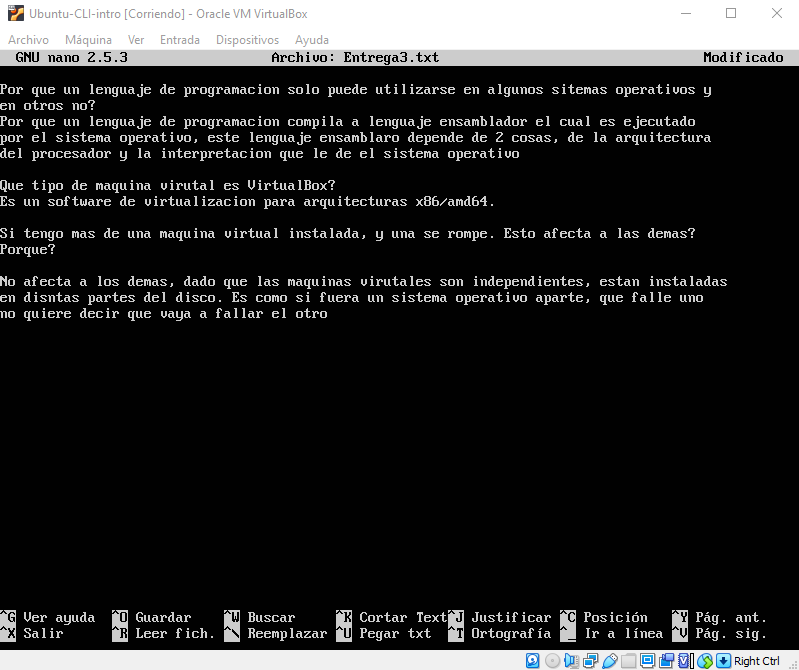 Ubuntu-CLI-intro [Corriendo] - Oracle VM VirtualBox
Archivo Máquina Ver Entrada Dispositivos Ayuda
GNU nano 2.5.3 Archivo: Entrega3.txt Modificado
Por que un lenguaje de programacion solo puede utilizarse en algunos sitemas operativos y
en otros no?
Por que un lenguaje de programacion compila a lenguaje ensamblador el cual es ejecutado
por el sistema operativo, este lenguaje ensamblaro depende de 2 cosas, de la arquitectura
del procesador y la interpretacion que le de el sistema operativo
Que tipo de maquina virutal es VirtualBox?
Es un software de virtualizacion para arquitecturas x86/amd64.
Si tengo mas de una maquina virtual instalada, y una se rompe. Esto afecta a las demas?
Porque?
No afecta a los demas, dado que las maquinas virutales son independientes, estan instaladas
en disntas partes del disco. Es como si fuera un sistema operativo aparte, que falle uno
no quiere decir que vaya a fallar el otro
^G Ver ayuda ^O Guardar ^W Buscar ^K Cortar Text ^J Justificar ^C Posición ^Y Pág. ant.
^X Salir ^R Leer fich. ^\ Reemplazar ^U Pegar txt ^T Ortografía ^_ Ir a línea ^V Pág. sig.
Right Ctrl